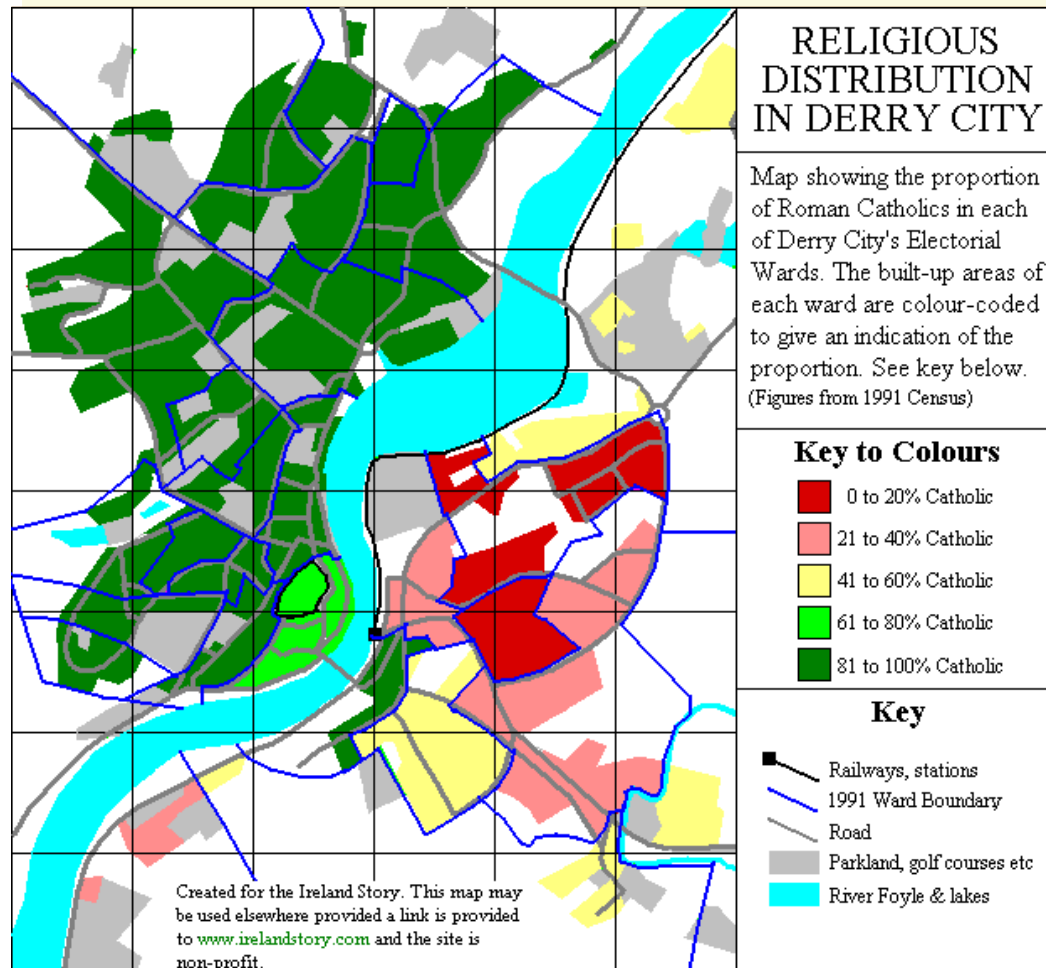 RELIGIOUS
DISTRIBUTION
IN DERRY CITY
Map showing the proportion
of Roman Catholics in each
of Derry City's Electorial
Wards. The built-up areas of
each ward are colour-coded
to give an indication of the
proportion. See key below.
(Figures from 1991 Census)
Key to Colours
0 to 20% Catholic
21 to 40% Catholic
41 to 60% Catholic
61 to 80% Catholic
81 to 100% Catholic
Key
Railways, stations
1991 Ward Boundary
Road
Parkland, golf courses etc
River Foyle & lakes
Created for the Ireland Story. This map may
be used elsewhere provided a link is provided
to www.irelandstory.com and the site is
non-profit.